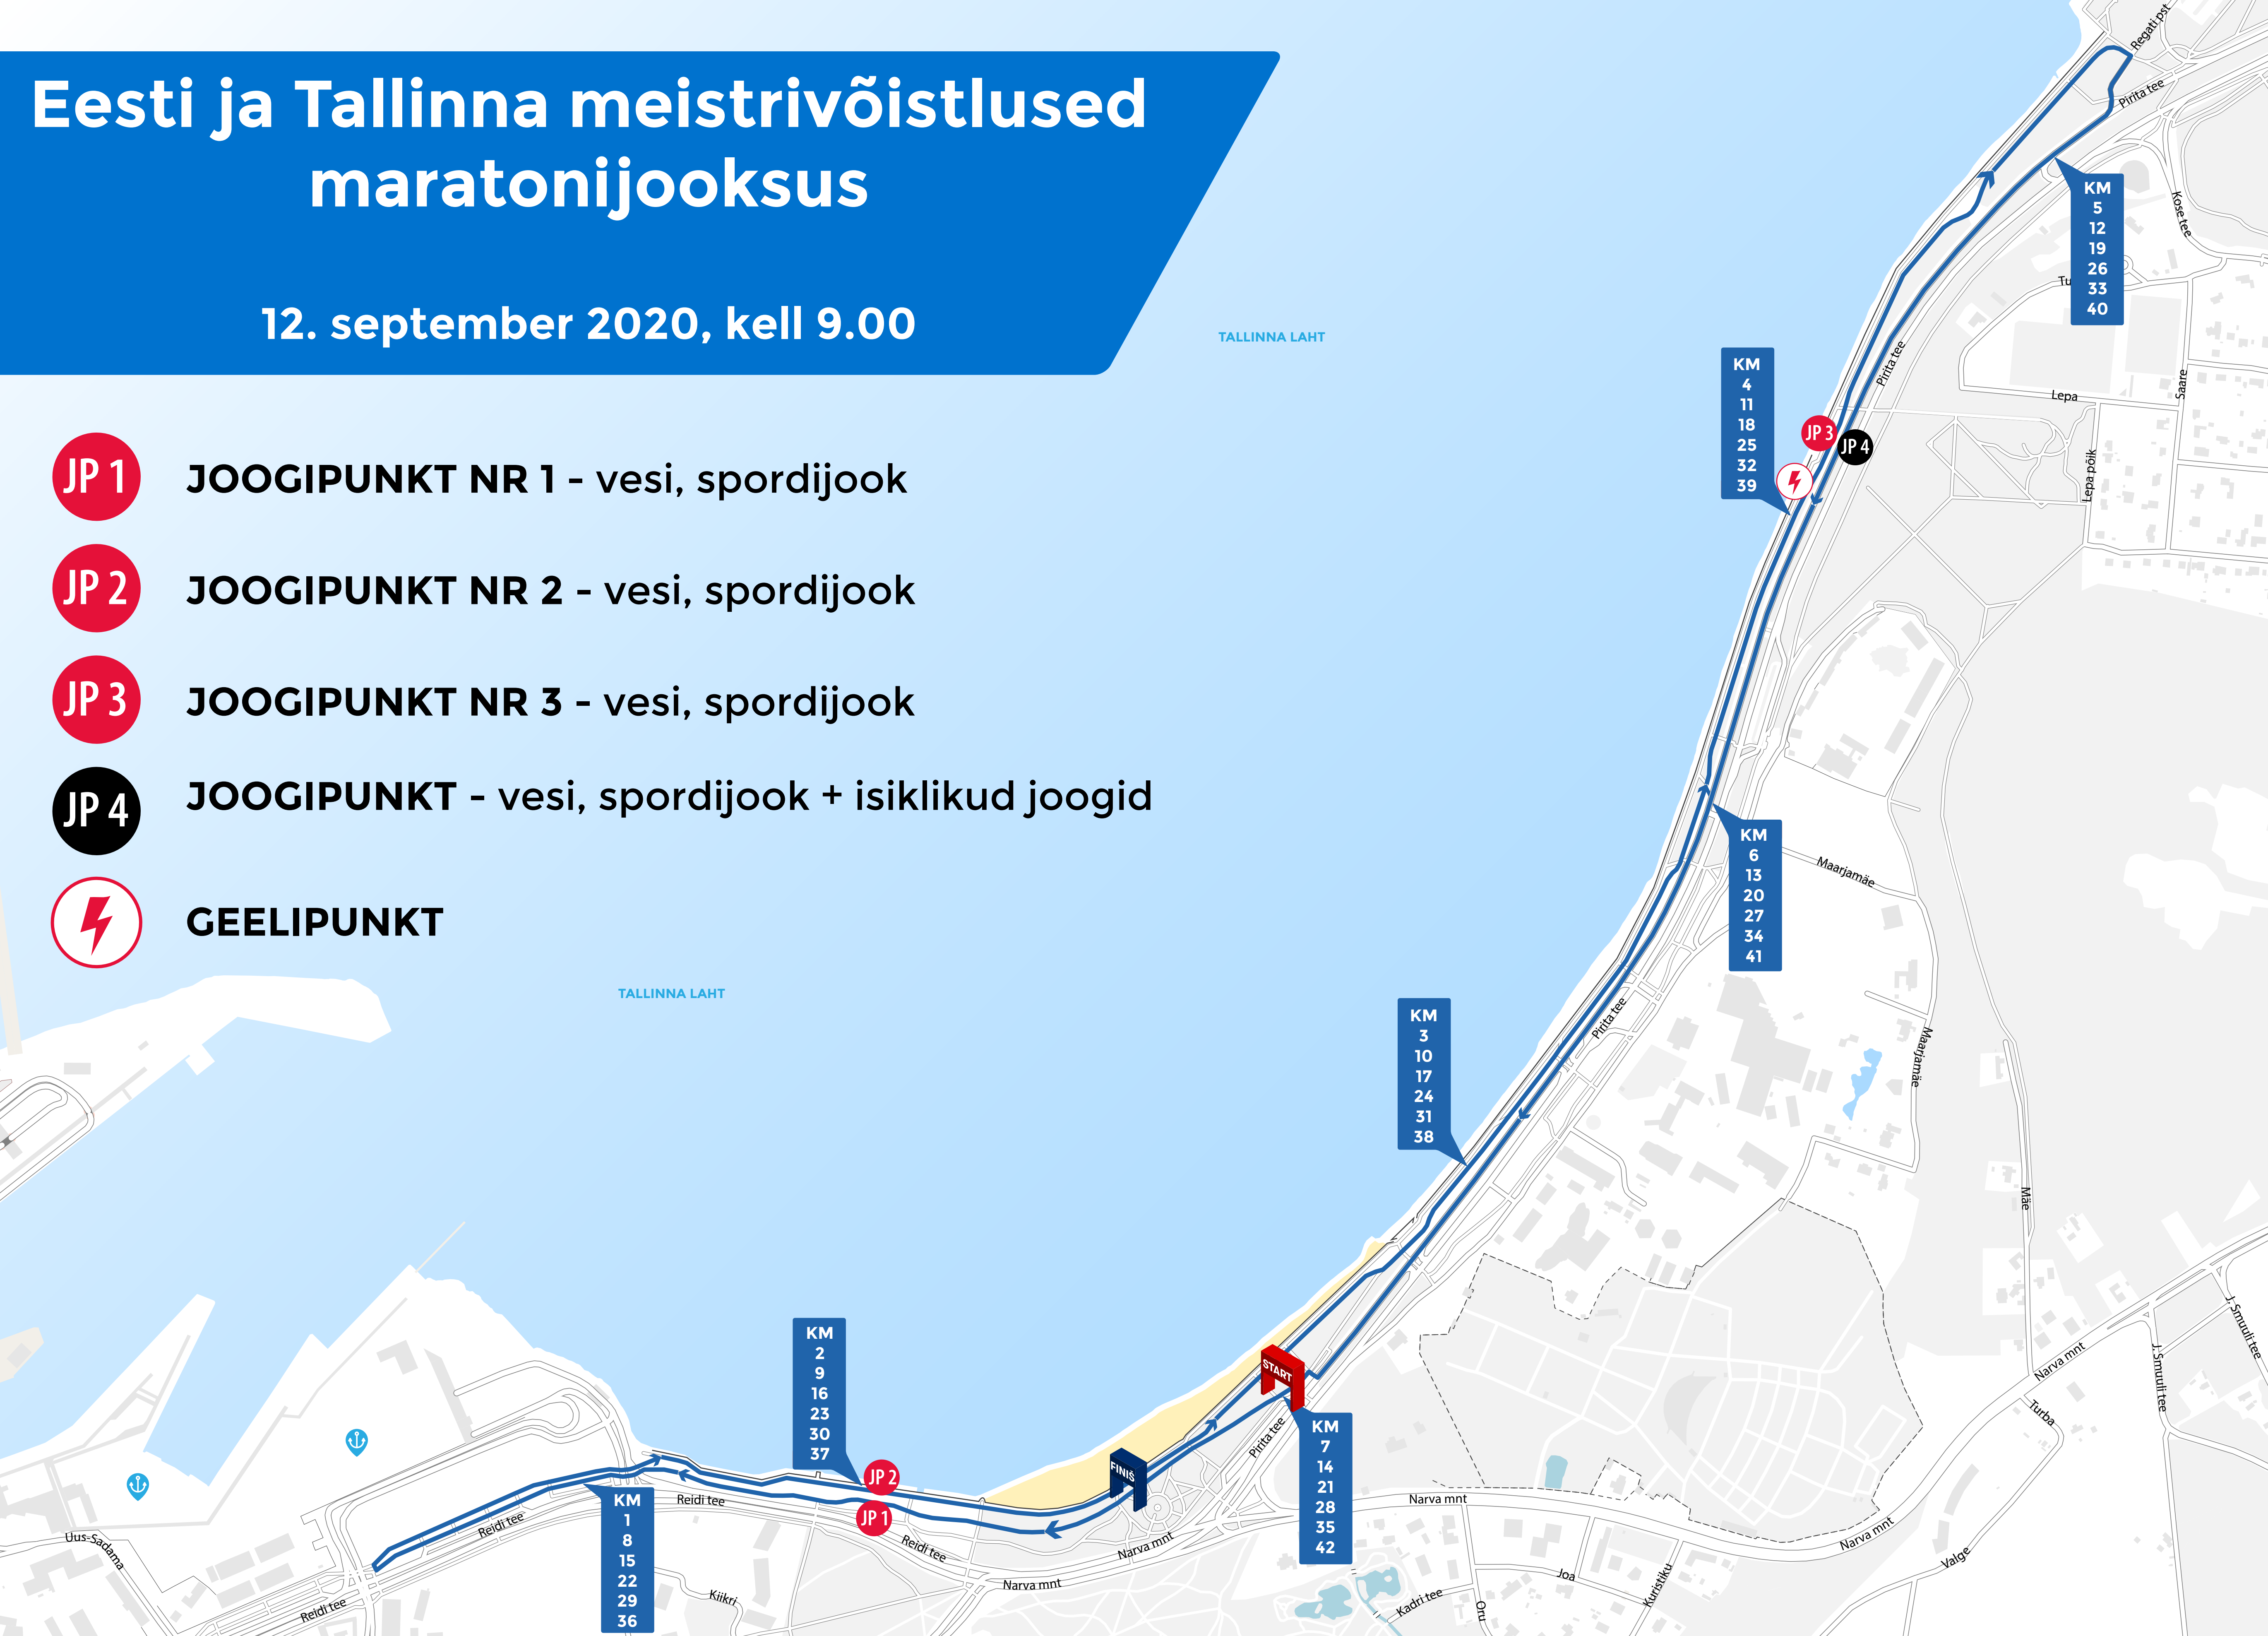 Eesti ja Tallinna meistrivõistlused
maratonijooksus
12. september 2020, kell 9.00
JP 1
JOOGIPUNKT NR 1 - vesi, spordijook
JP 2
JOOGIPUNKT NR 2 - vesi, spordijook
JP 3
JOOGIPUNKT NR 3 - vesi, spordijook
JP 4
JOOGIPUNKT - vesi, spordijook + isiklikud joogid
GEELIPUNKT
TALLINNA LAHT
TALLINNA LAHT
Regati pst
Pirita tee
Kose tee
KM
5
12
19
26
33
40
Tu
Pirita tee
Lepa
Saare
Lepa põik
KM
4
11
18
25
32
39
JP 3
JP 4
KM
6
13
20
27
34
41
Maarjamäe
Maarjamäe
Pirita tee
KM
3
10
17
24
31
38
Mäe
Narva mnt
J. Smuuli tee
J. Smuuli tee
Turba
KM
2
9
16
23
30
37
JP 2
JP 1
START
FINIŠ
Pirita tee
KM
7
14
21
28
35
42
Narva mnt
Narva mnt
Valge
Joa
Kuristiku
Oru
Kadri tee
Narva mnt
Narva mnt
Reidi tee
Reidi tee
Reidi tee
Reidi tee
KM
1
8
15
22
29
36
Kiikri
Uus-Sadama